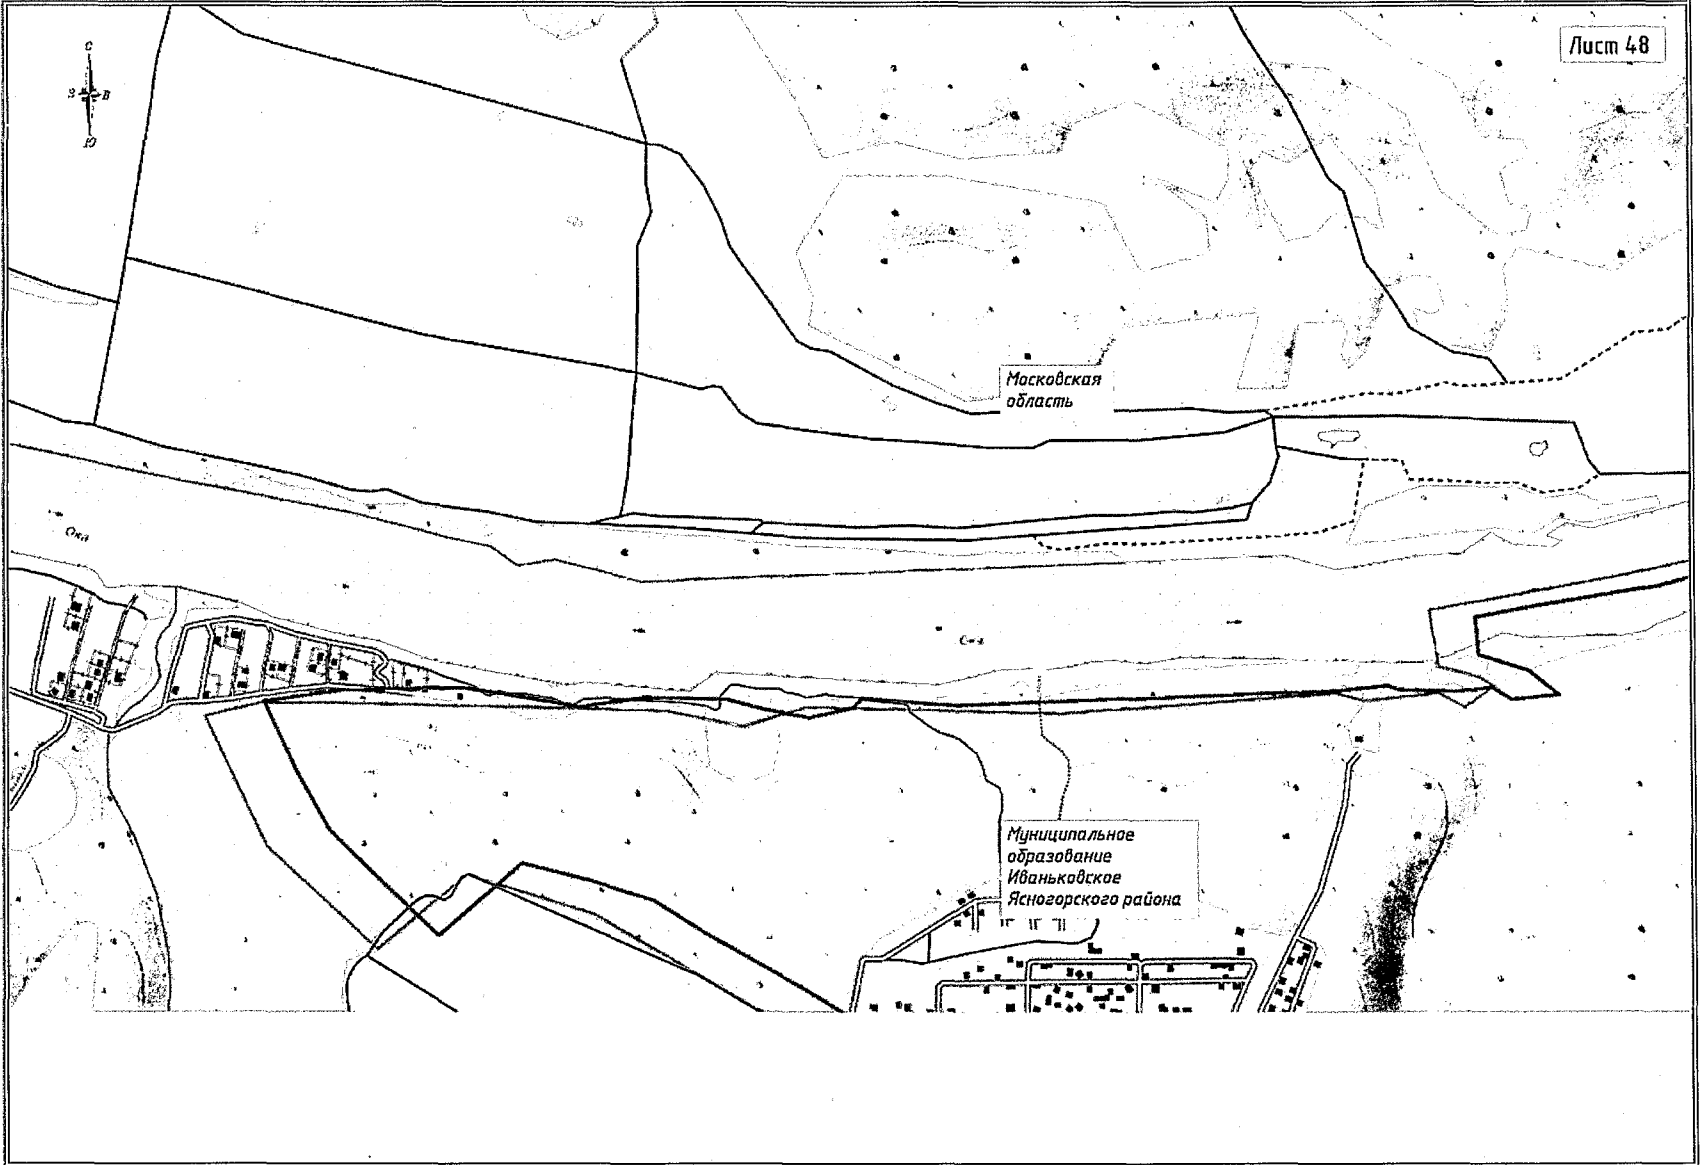 Лист 48
С
З В
Ю
Московская
область
Ока
Ока
Муниципальное
образование
Иваньковское
Ясногорского района